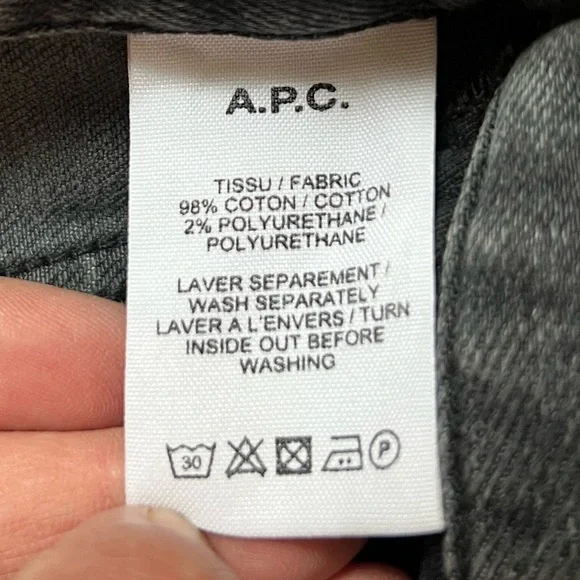 A.P.C.
TISSU / FABRIC
98% COTON / COTTON
2% POLYURETHANE /
POLYURETHANE
LAVER SEPAREMENT /
WASH SEPARATELY
LAVER A L'ENVERS / TURN
INSIDE OUT BEFORE
WASHING
30 P